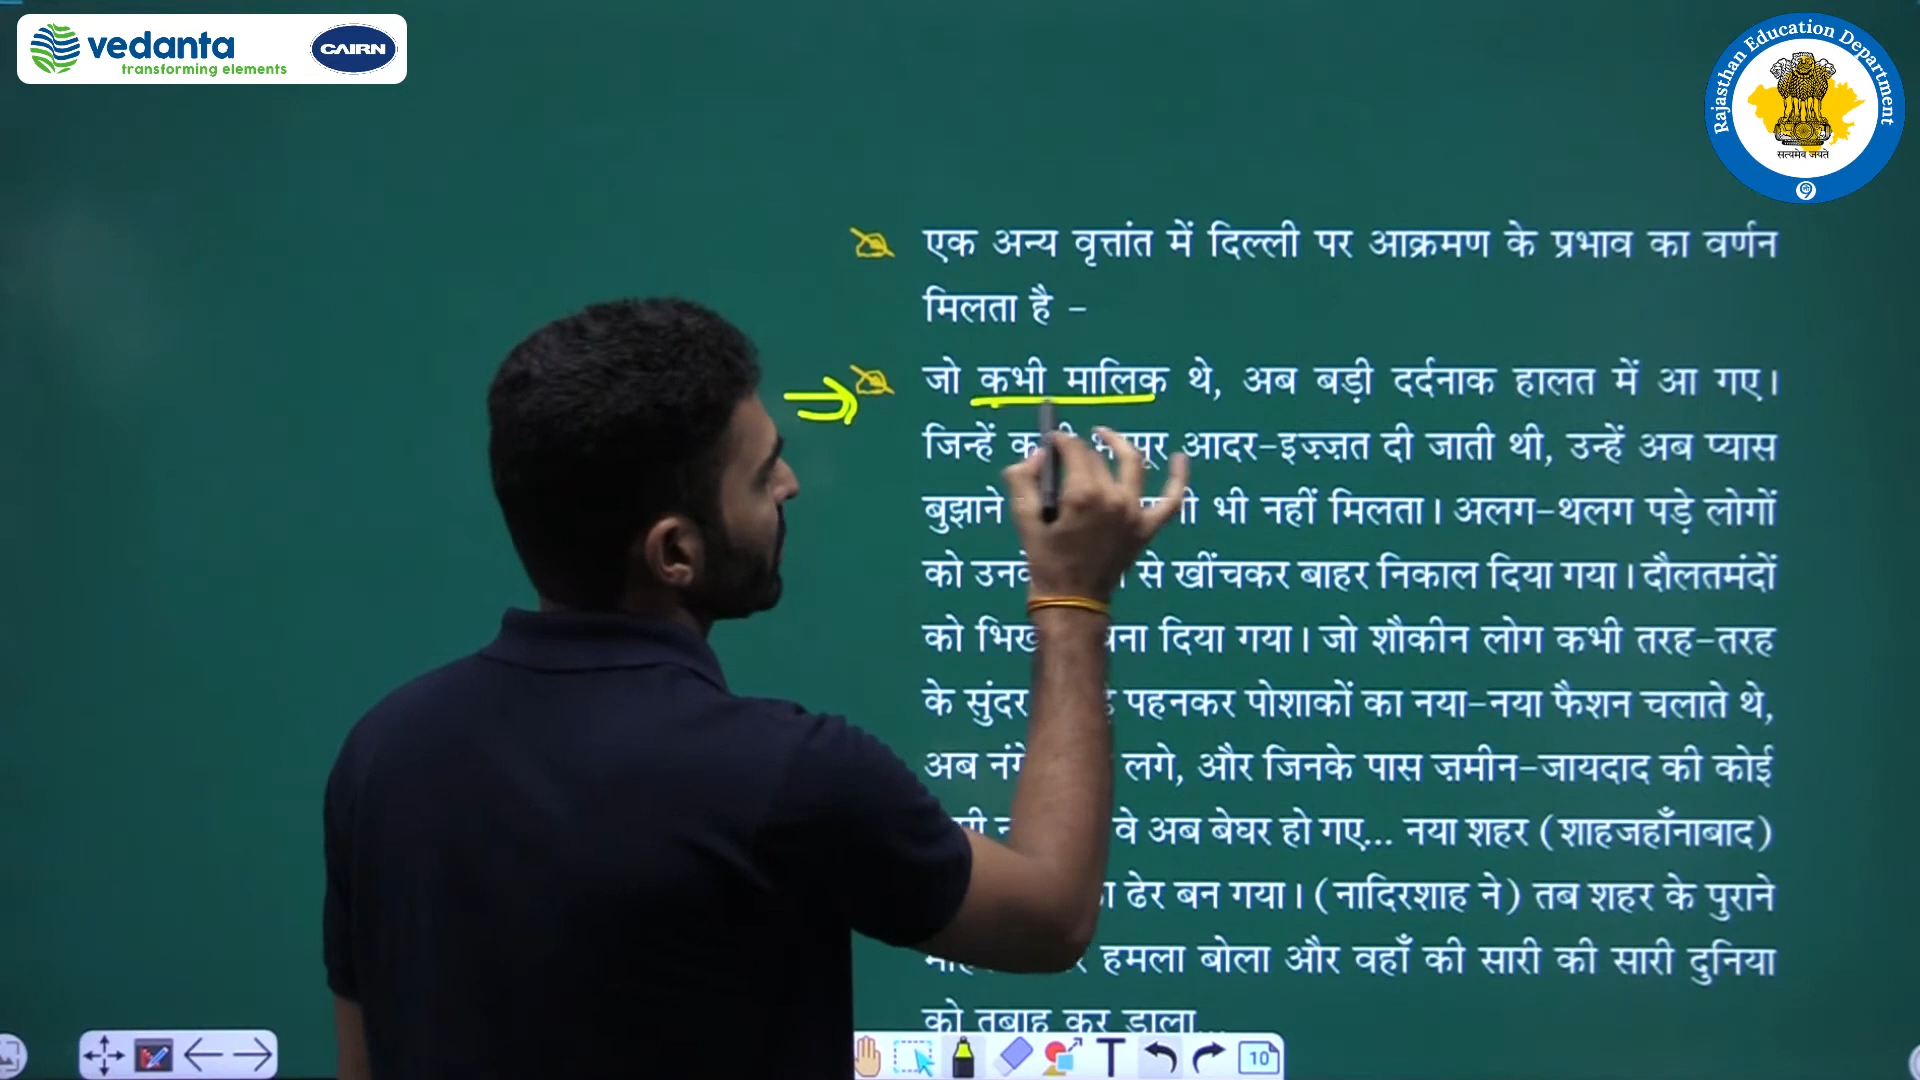 vedanta
transforming elements
CAIRN
Rajasthan Education Department
सत्यमेव जयते
एक अन्य वृत्तांत में दिल्ली पर आक्रमण के प्रभाव का वर्णन
मिलता है –
जो कभी मालिक थे, अब बड़ी दर्दनाक हालत में आ गए।
जिन्हें आदर-इज़्ज़त दी जाती थी, उन्हें अब प्यास
बुझाने भी नहीं मिलता। अलग-थलग पड़े लोगों
को से खींचकर बाहर निकाल दिया गया। दौलतमंदों
को दिया गया। जो शौकीन लोग कभी तरह-तरह
के सुंदर पहनकर पोशाकों का नया-नया फैशन चलाते थे,
अब लगे, और जिनके पास ज़मीन-जायदाद की कोई
वे अब बेघर हो गए... नया शहर (शाहजहाँनाबाद)
ढेर बन गया। (नादिरशाह ने) तब शहर के पुराने
हमला बोला और वहाँ की सारी की सारी दुनिया
को तबाह कर डाला...
T
10